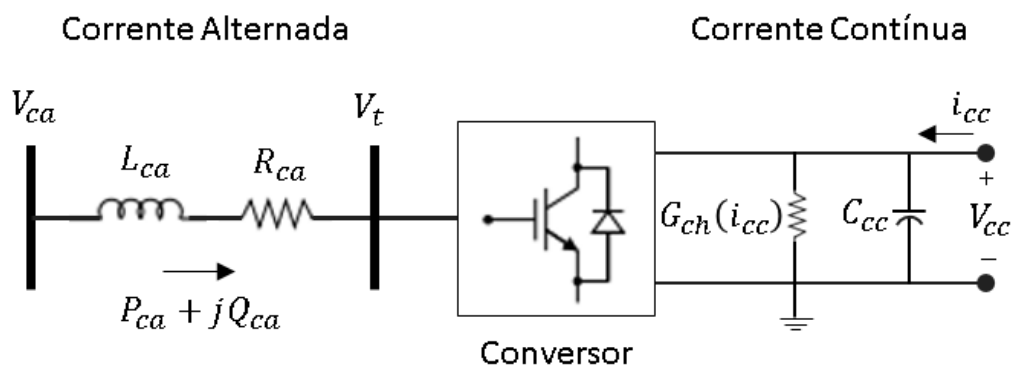 Corrente Alternada
Corrente Contínua
V_ca
V_t
i_cc
L_ca
R_ca
+
G_ch(i_cc)
C_cc
V_cc
−
P_ca + jQ_ca
Conversor